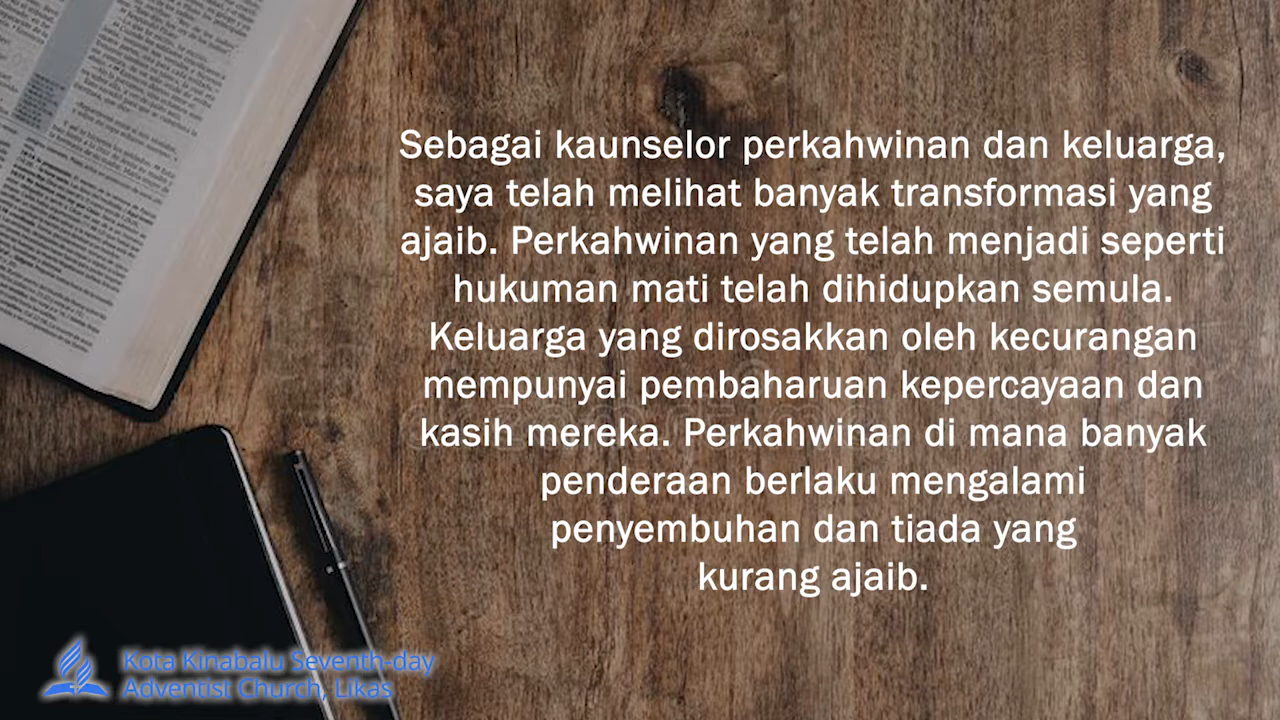 Sebagai kaunselor perkahwinan dan keluarga,
saya telah melihat banyak transformasi yang
ajaib. Perkahwinan yang telah menjadi seperti
hukuman mati telah dihidupkan semula.
Keluarga yang dirosakkan oleh kecurangan
mempunyai pembaharuan kepercayaan dan
kasih mereka. Perkahwinan di mana banyak
penderaan berlaku mengalami
penyembuhan dan tiada yang
kurang ajaib.
Kota Kinabalu Seventh-day
Adventist Church, Likas